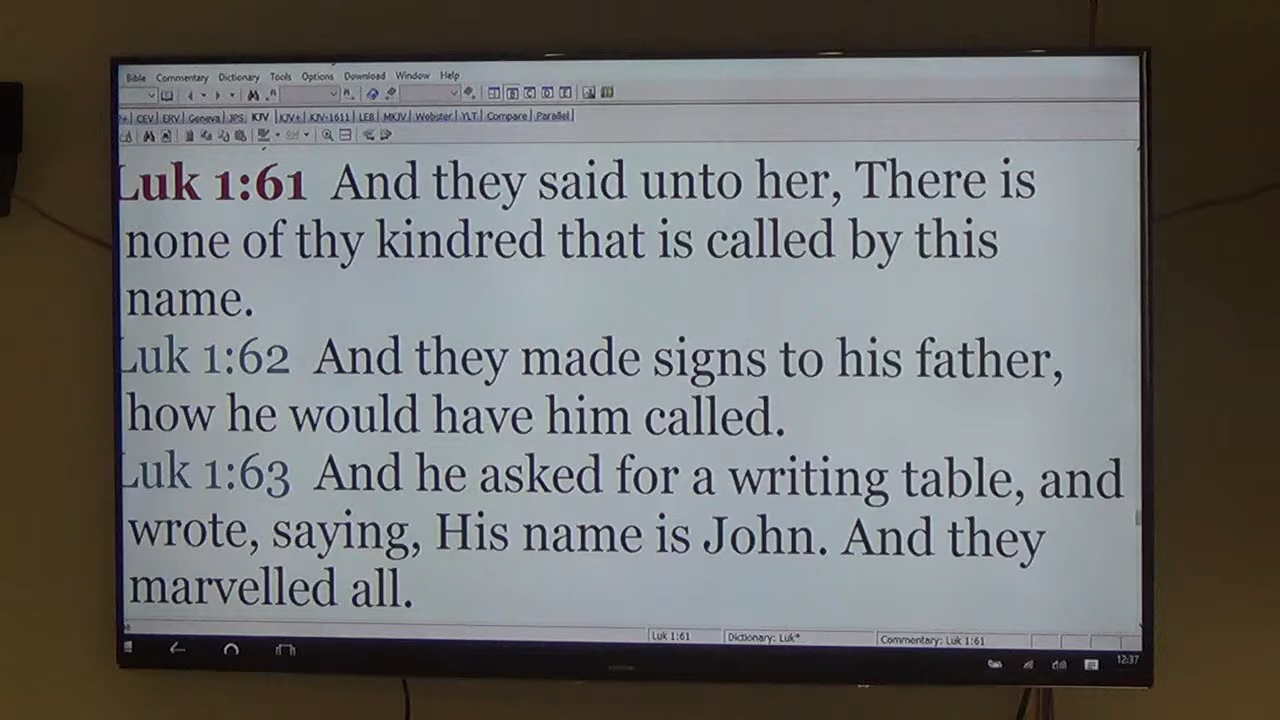 Bible Commentary Dictionary Tools Options Download Window Help
CEV ERV Geneva JPS KJV KJV+ KJV-1611 LEB MKJV Webster YLT Compare Parallel
Luk 1:61 And they said unto her, There is
none of thy kindred that is called by this
name.
Luk 1:62 And they made signs to his father,
how he would have him called.
Luk 1:63 And he asked for a writing table, and
wrote, saying, His name is John. And they
marvelled all.
Luk 1:61 Dictionary: Luk* Commentary: Luk 1:61
12:37